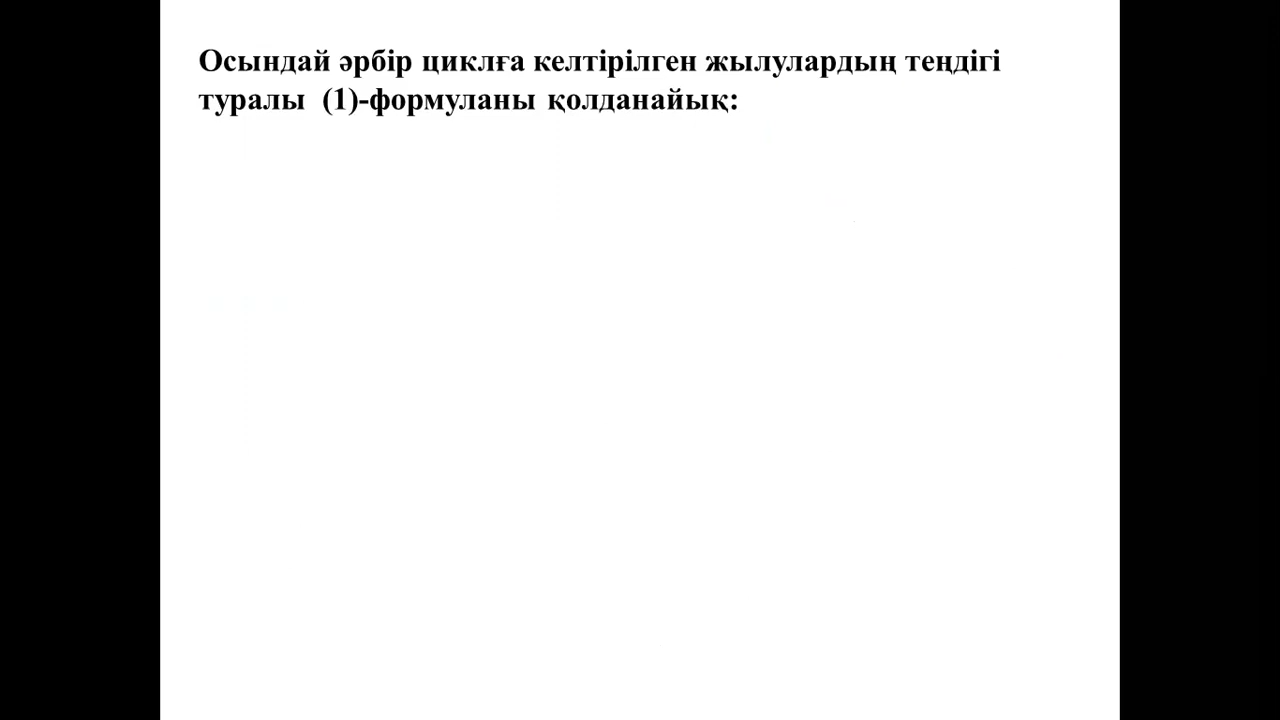 Осындай әрбір циклға келтірілген жылулардың теңдігі
туралы (1)-формуланы қолданайық: